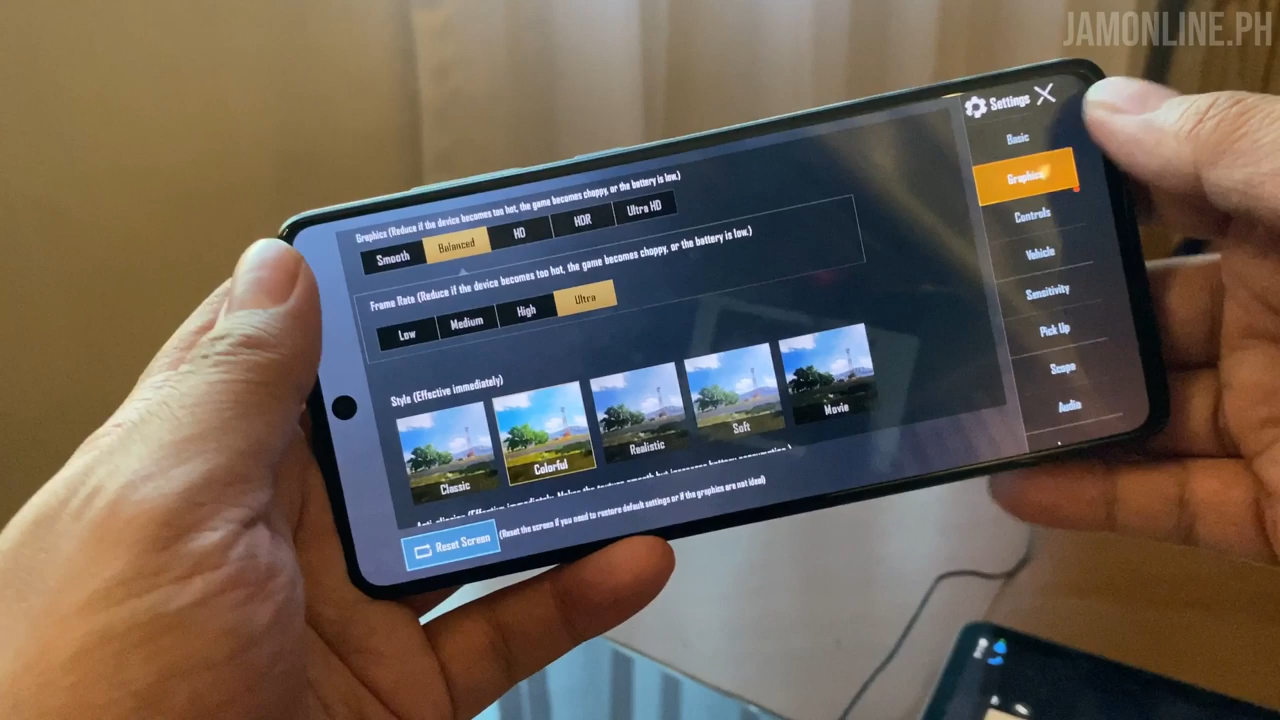 JAMONLINE.PH
Settings X
Basic
Graphics
Controls
Vehicle
Sensitivity
Pick Up
Scope
Audio
Graphics (Reduce if the device becomes too hot, the game becomes choppy, or the battery is low.)
Smooth Balanced HD HDR Ultra HD
Frame Rate (Reduce if the device becomes too hot, the game becomes choppy, or the battery is low.)
Low Medium High Ultra
Style (Effective immediately)
Classic Colorful Realistic Soft Movie
Reset Screen (Reset the screen if you need to restore default settings or if the graphics are not ideal)